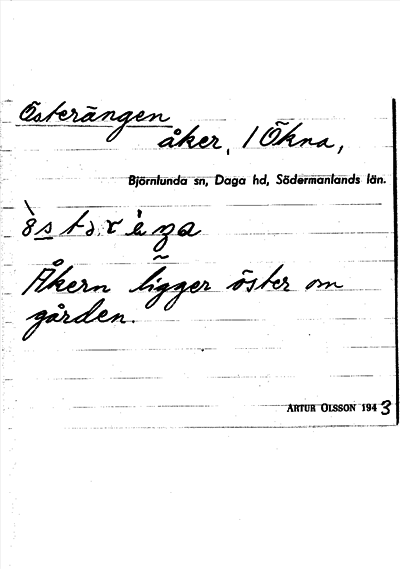 Österängen
åker, / Ökna,
Björnlunda sn, Daga hd, Södermanlands län.
Åkern ligger öster om
gården.
ARTUR OLSSON 1943